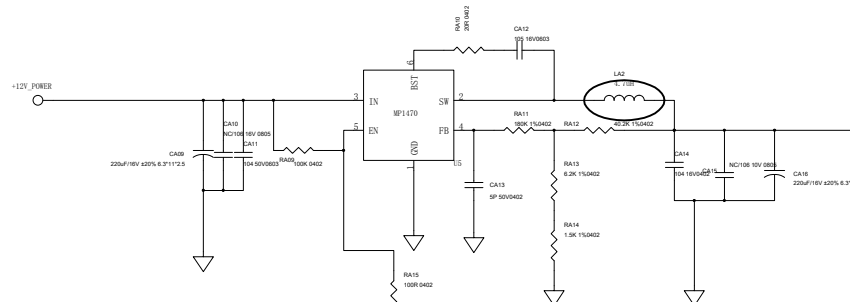 RA10
20R 0402
CA12
105 16V0603
+12V_POWER
6
BST
3
IN
SW
2
MP1470
5
EN
FB
4
GND
U5
1
LA2
4.7uH
CA10
NC/106 16V 0805
CA11
104 50V0603
CA09
220uF/16V ±20% 6.3*11*2.5
RA09
100K 0402
RA11
180K 1%0402
RA12
40.2K 1%0402
RA13
6.2K 1%0402
CA13
5P 50V0402
RA14
1.5K 1%0402
RA15
100R 0402
CA14
104 16V0402
CA15
NC/106 10V 0805
CA16
220uF/16V ±20% 6.3*